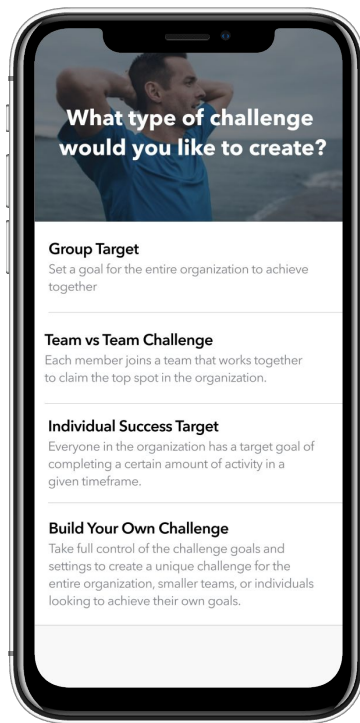 What type of challenge
would you like to create?
Group Target
Set a goal for the entire organization to achieve
together
Team vs Team Challenge
Each member joins a team that works together
to claim the top spot in the organization.
Individual Success Target
Everyone in the organization has a target goal of
completing a certain amount of activity in a
given timeframe.
Build Your Own Challenge
Take full control of the challenge goals and
settings to create a unique challenge for the
entire organization, smaller teams, or individuals
looking to achieve their own goals.